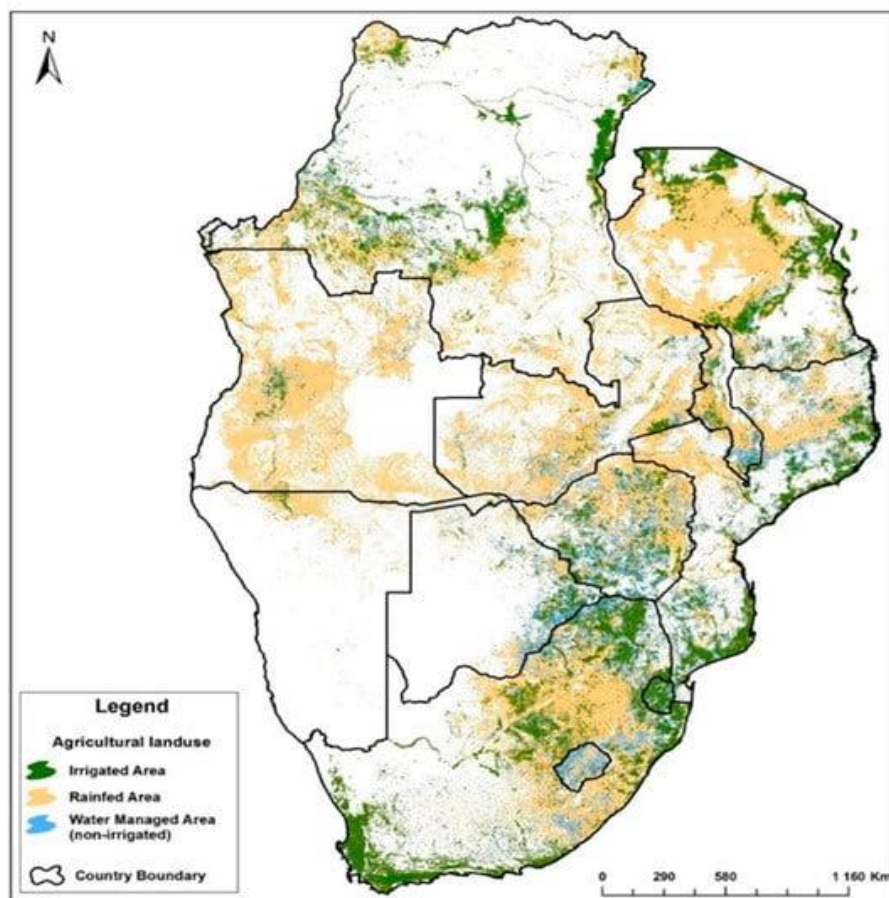 N
Legend
Agricultural landuse
Irrigated Area
Rainfed Area
Water Managed Area
(non-irrigated)
Country Boundary
0 290 580 1 160 Km